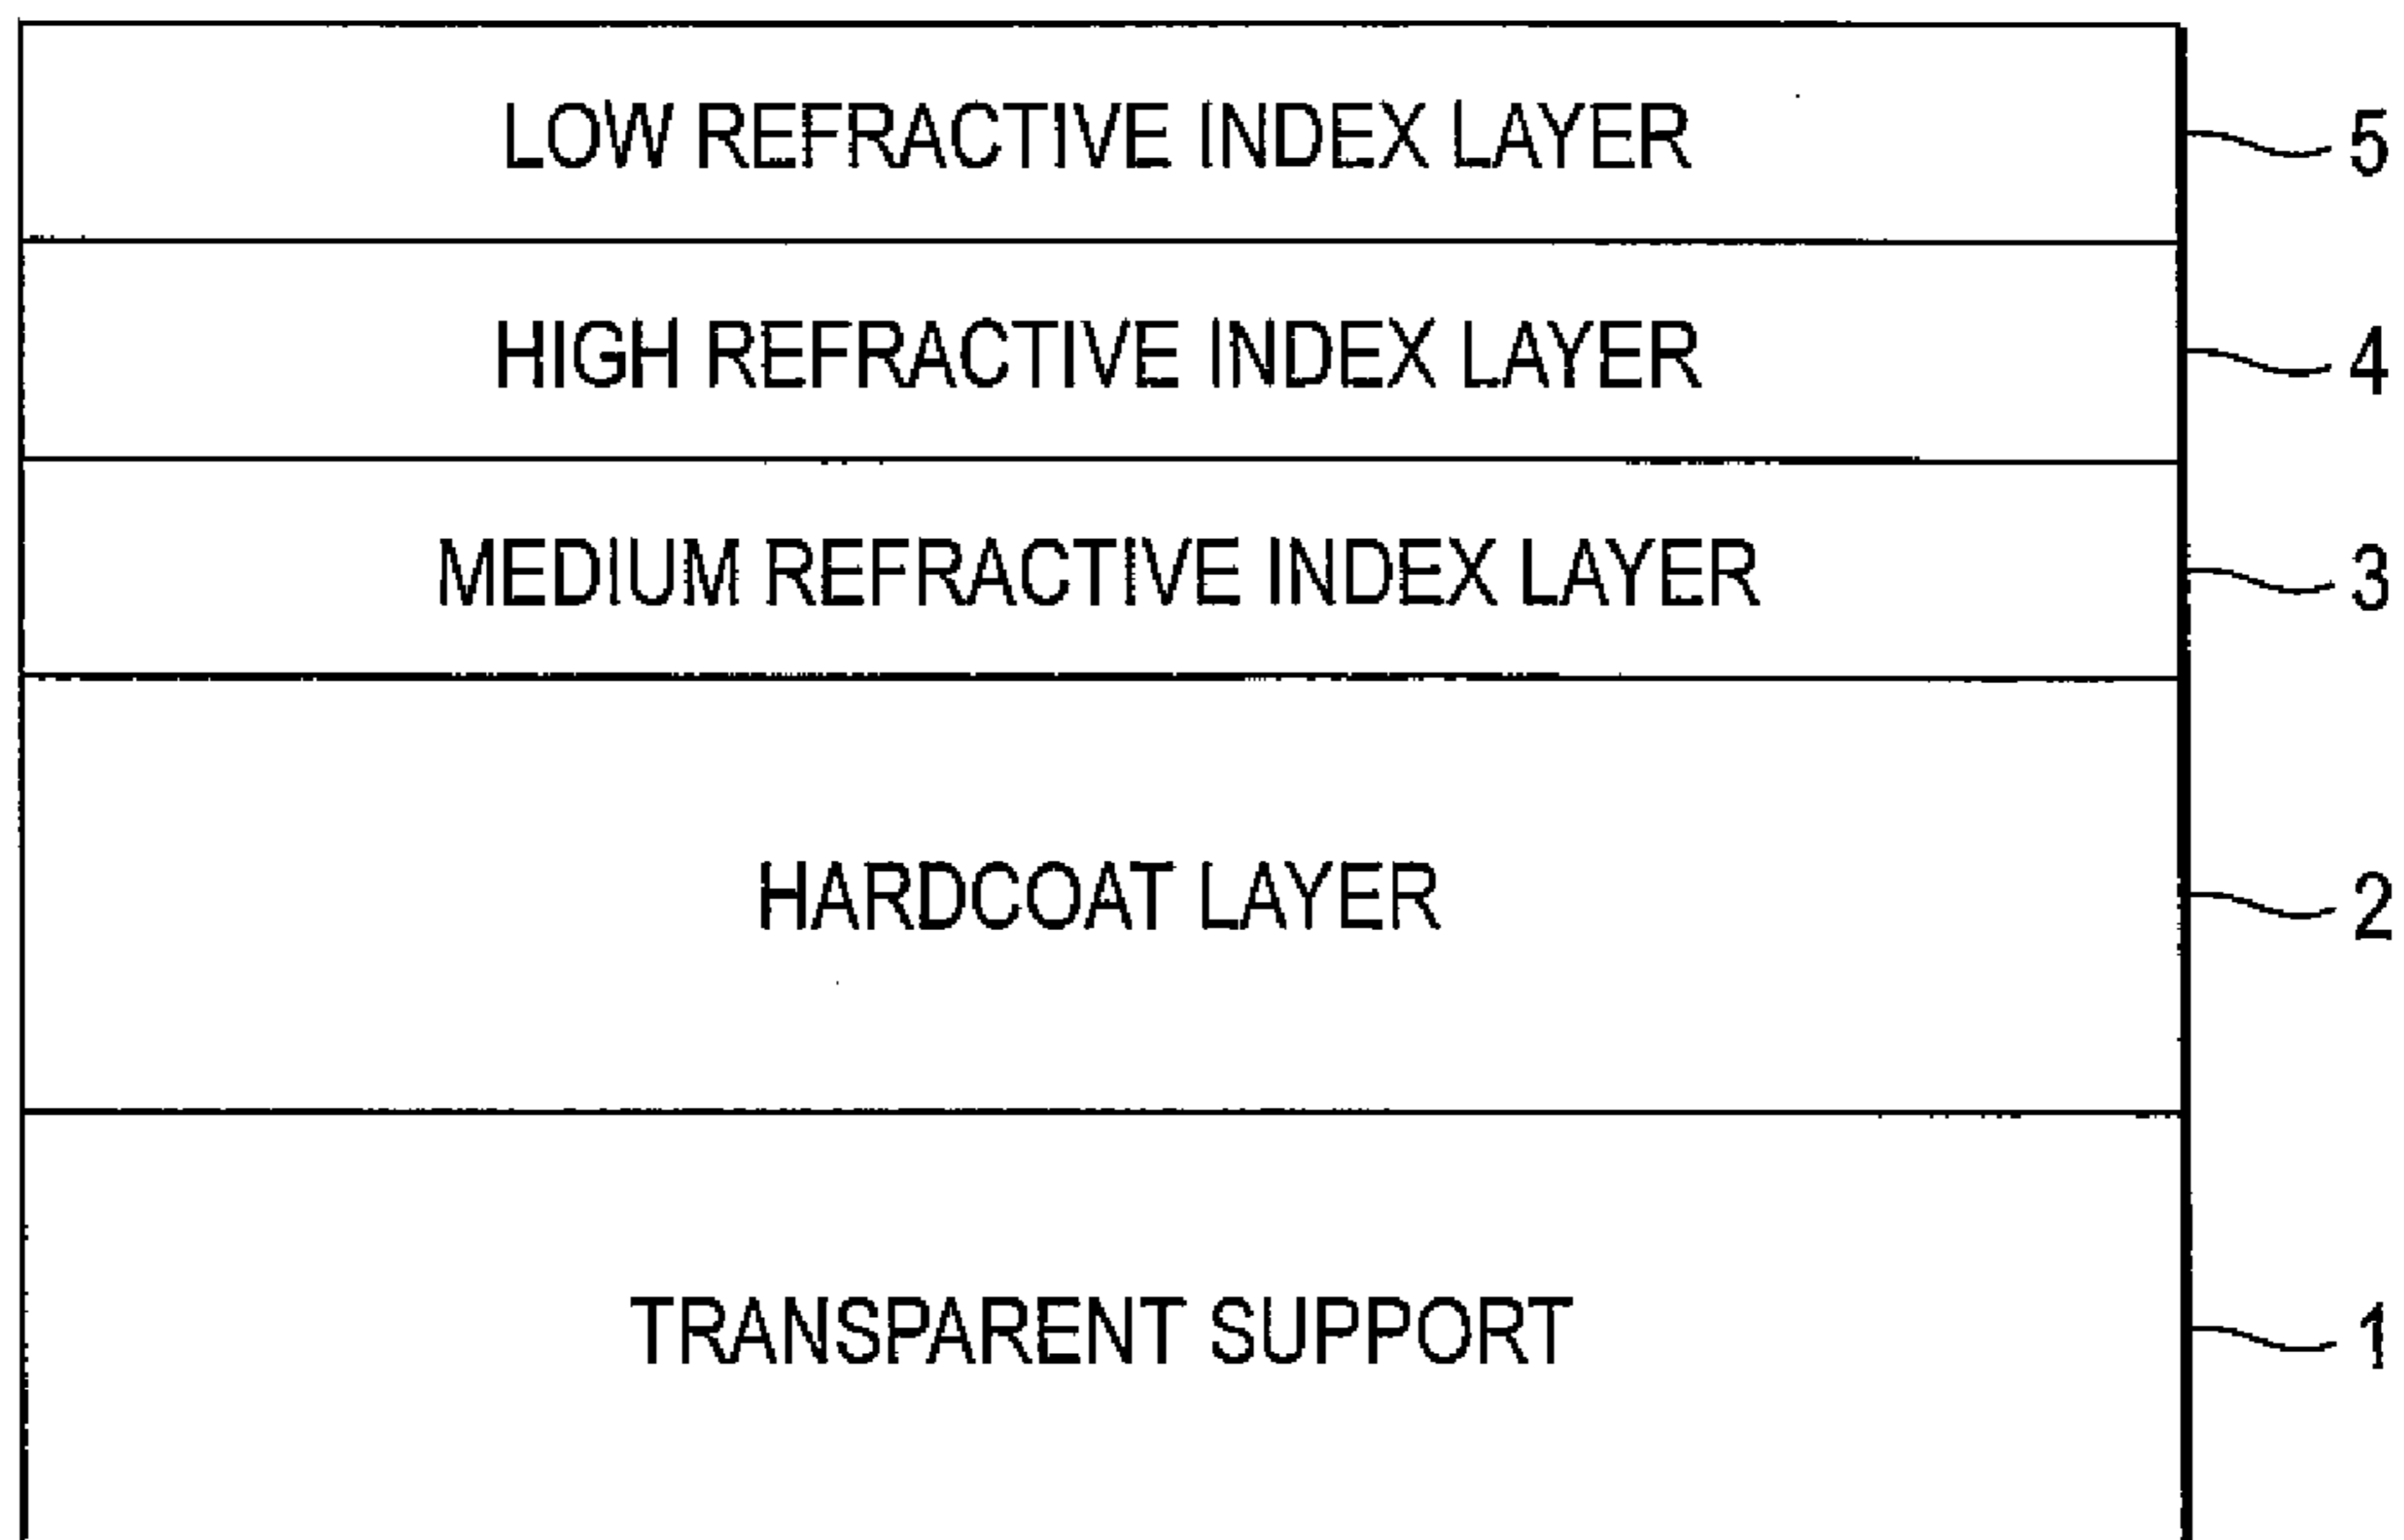 LOW REFRACTIVE INDEX LAYER 5
HIGH REFRACTIVE INDEX LAYER 4
MEDIUM REFRACTIVE INDEX LAYER 3
HARDCOAT LAYER 2
TRANSPARENT SUPPORT 1